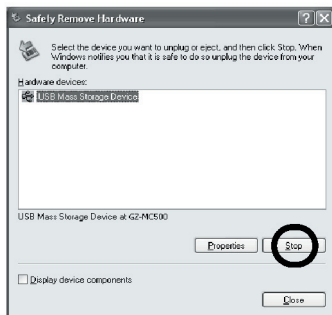 Safely Remove Hardware
Select the device you want to unplug or eject, and then click Stop. When
Windows notifies you that it is safe to do so unplug the device from your
computer.
Hardware devices:
USB Mass Storage Device
USB Mass Storage Device at GZ-MC500
Properties
Stop
Display device components
Close